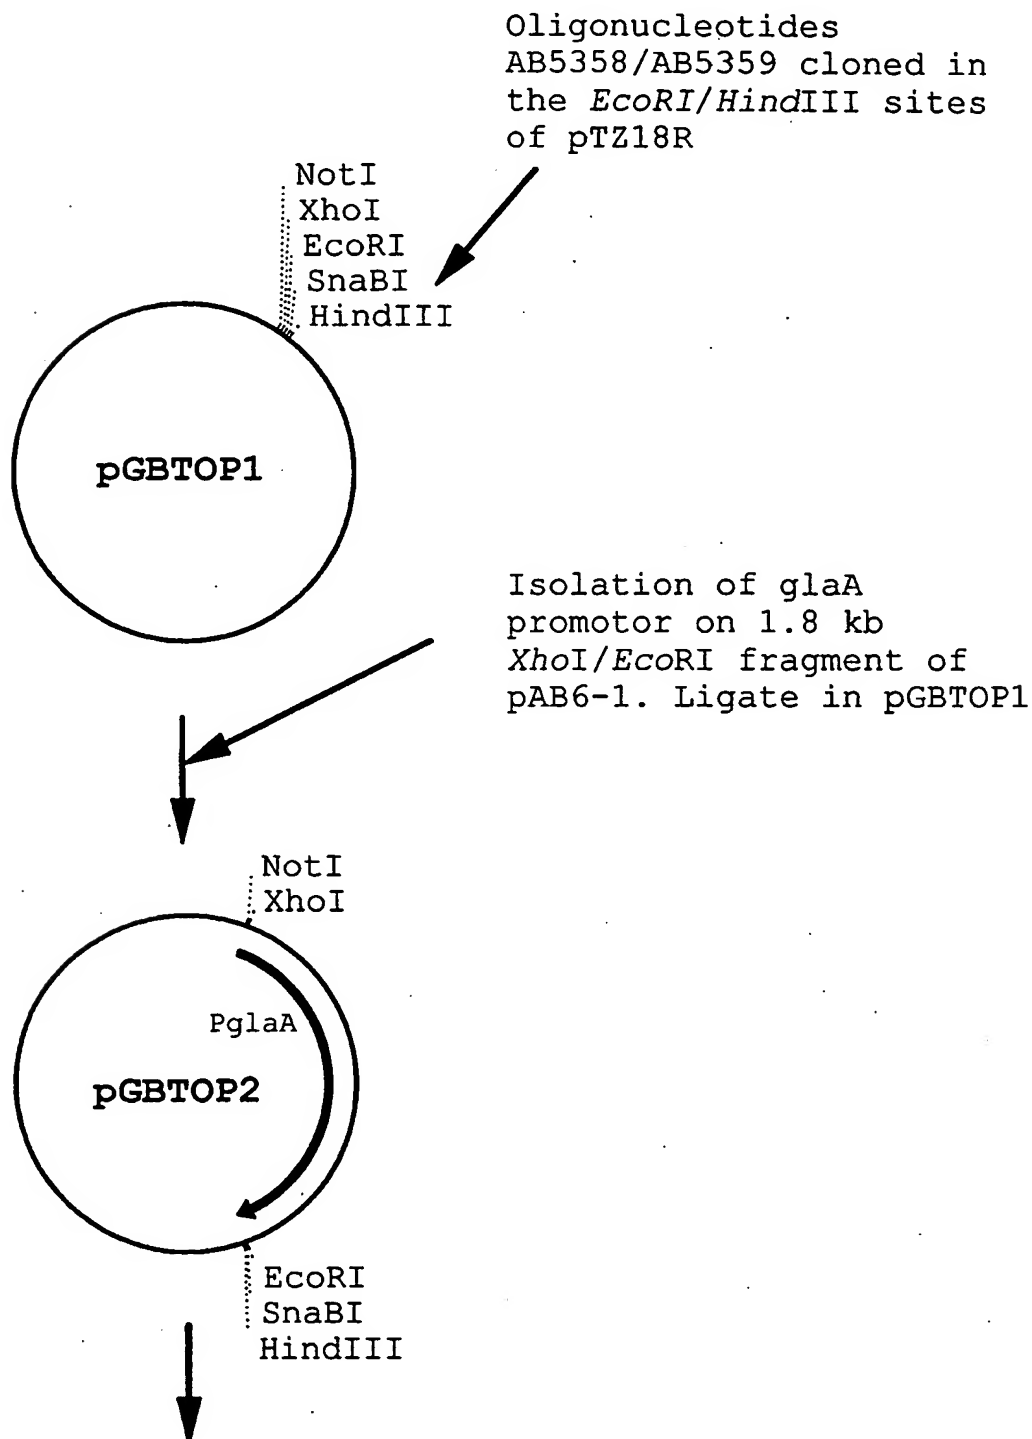 Oligonucleotides
AB5358/AB5359 cloned in
the EcoRI/HindIII sites
of pTZ18R
NotI
XhoI
EcoRI
SnaBI
HindIII
pGBTOP1
Isolation of glaA
promotor on 1.8 kb
XhoI/EcoRI fragment of
pAB6-1. Ligate in pGBTOP1
NotI
XhoI
PglaA
pGBTOP2
EcoRI
SnaBI
HindIII